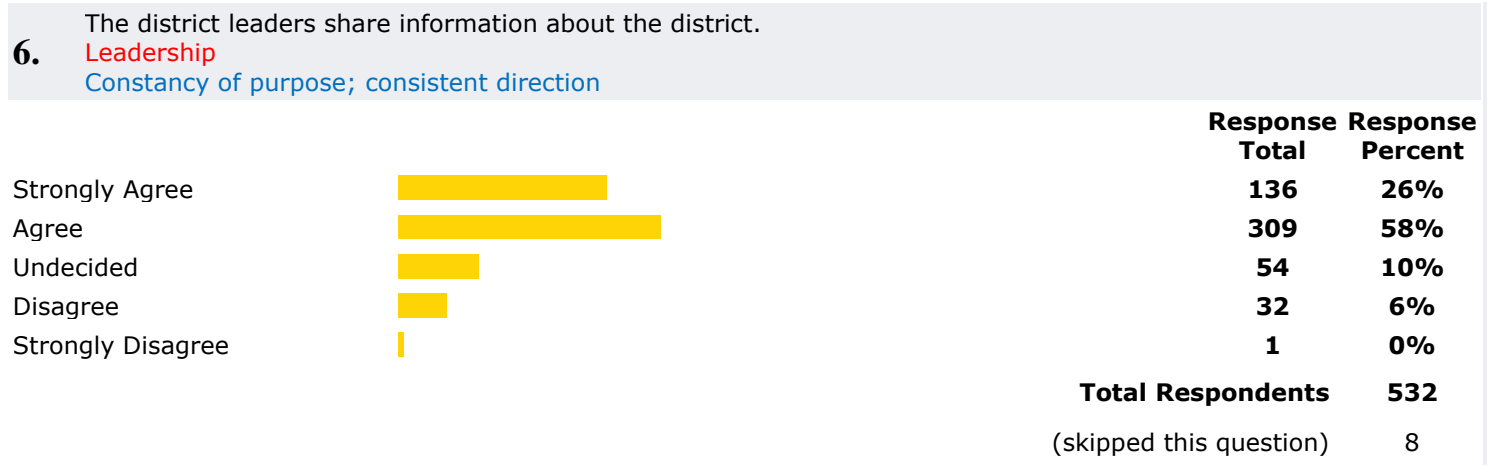 6.
The district leaders share information about the district.
Leadership
Constancy of purpose; consistent direction
Response Response
Total Percent
Strongly Agree 136 26%
Agree 309 58%
Undecided 54 10%
Disagree 32 6%
Strongly Disagree 1 0%
Total Respondents 532
(skipped this question) 8